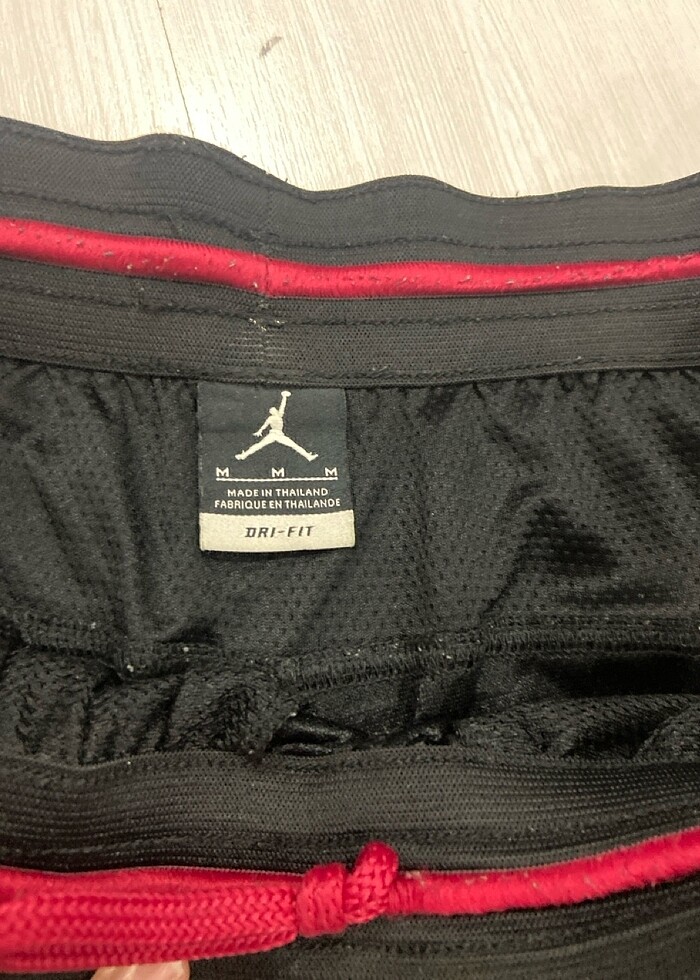 M M M
MADE IN THAILAND
FABRIQUE EN THAILANDE
DRI-FIT